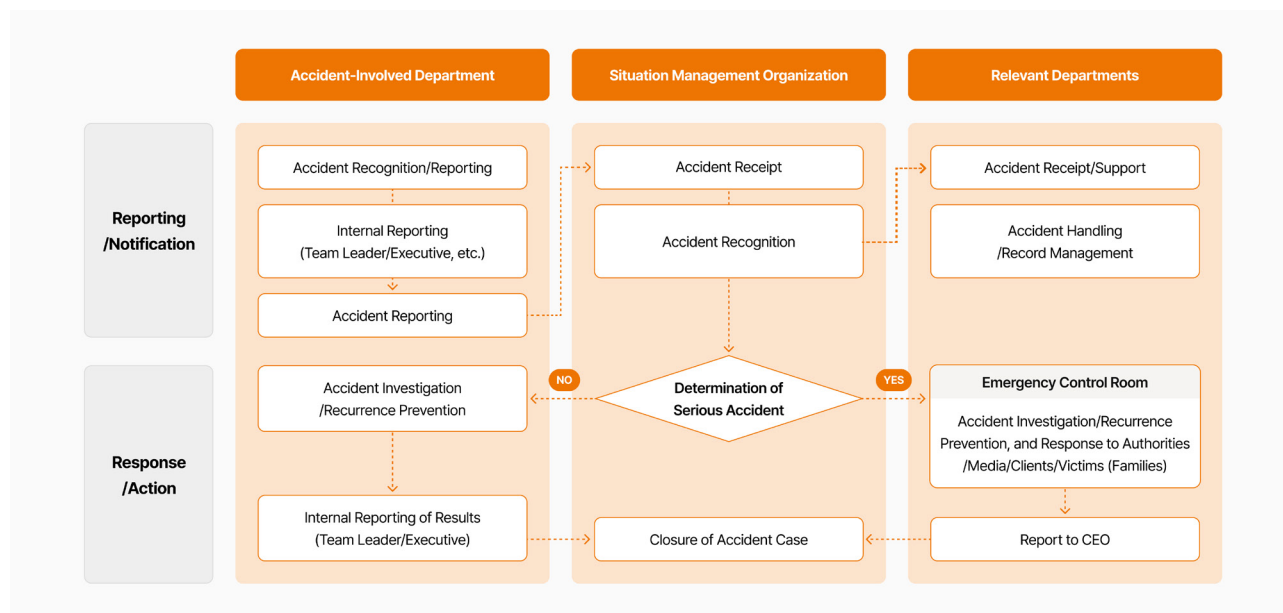 Accident-Involved Department
Situation Management Organization
Relevant Departments
Reporting
/Notification
Accident Recognition/Reporting
Internal Reporting
(Team Leader/Executive, etc.)
Accident Reporting
Accident Receipt
Accident Recognition
Accident Receipt/Support
Accident Handling
/Record Management
Response
/Action
Accident Investigation
/Recurrence Prevention
NO
Determination of
Serious Accident
YES
Emergency Control Room
Accident Investigation/Recurrence
Prevention, and Response to Authorities
/Media/Clients/Victims (Families)
Internal Reporting of Results
(Team Leader/Executive)
Closure of Accident Case
Report to CEO